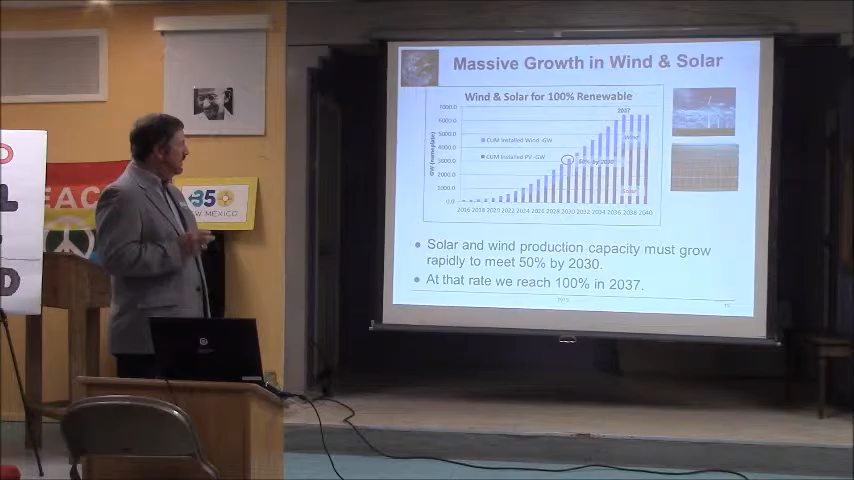 Massive Growth in Wind & Solar
Wind & Solar for 100% Renewable
2037
7000.0
6000.0
5000.0
4000.0
3000.0
2000.0
1000.0
0.0
GW (nameplate)
CUM Installed Wind -GW
CUM Installed PV -GW
50% by 2030
Wind
Solar
2016 2018 2020 2022 2024 2026 2028 2030 2032 2034 2036 2038 2040
Solar and wind production capacity must grow
rapidly to meet 50% by 2030.
At that rate we reach 100% in 2037.
EAC
350
EW MEXICO
L
D